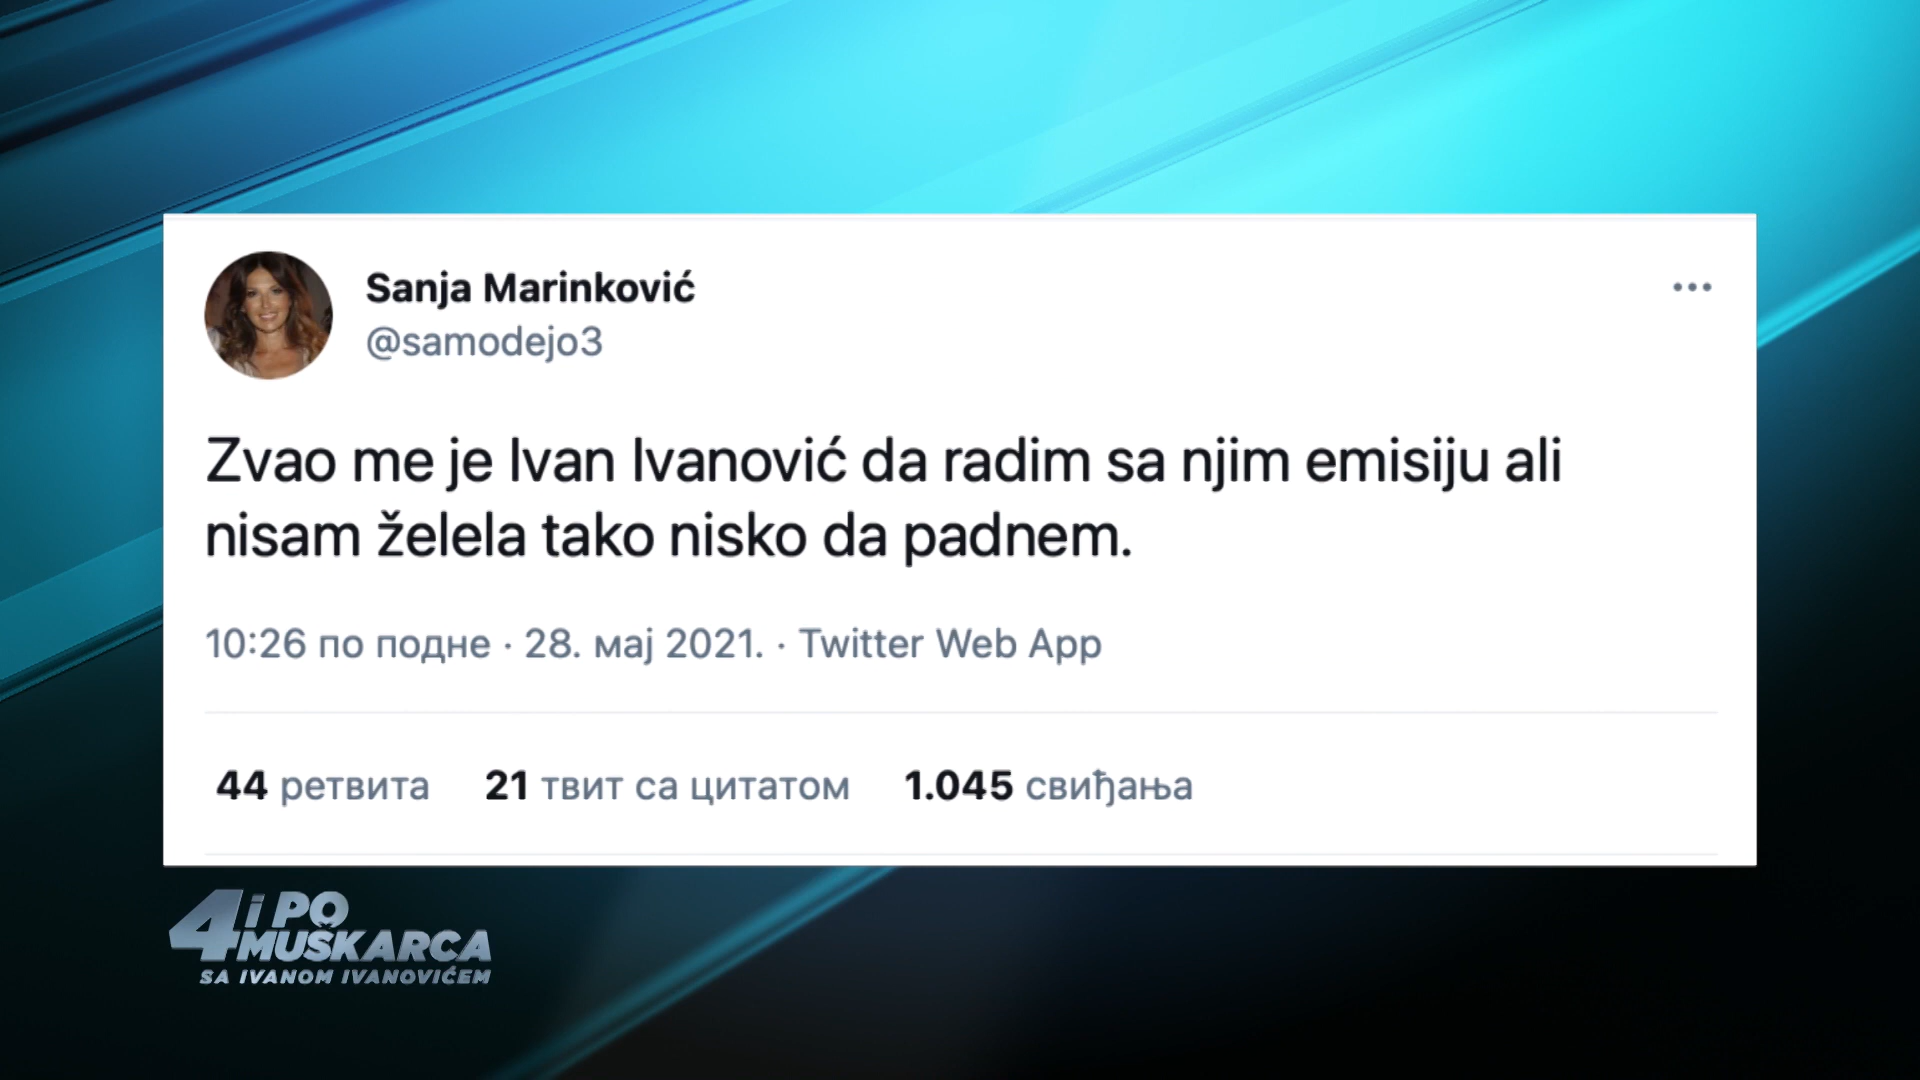 Sanja Marinković
@samodejo3
Zvao me je Ivan Ivanović da radim sa njim emisiju ali
nisam želela tako nisko da padnem.
10:26 по подне · 28. мај 2021. · Twitter Web App
44 ретвита 21 твит са цитатом 1.045 свиђања
4 i PO
MUŠKARCA
SA IVANOM IVANOVIĆEM